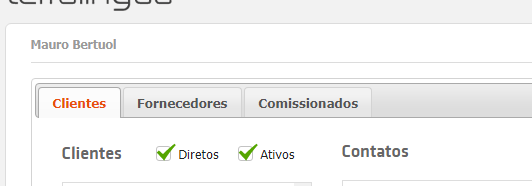 Mauro Bertuol
Clientes Fornecedores Comissionados
Clientes Diretos Ativos Contatos